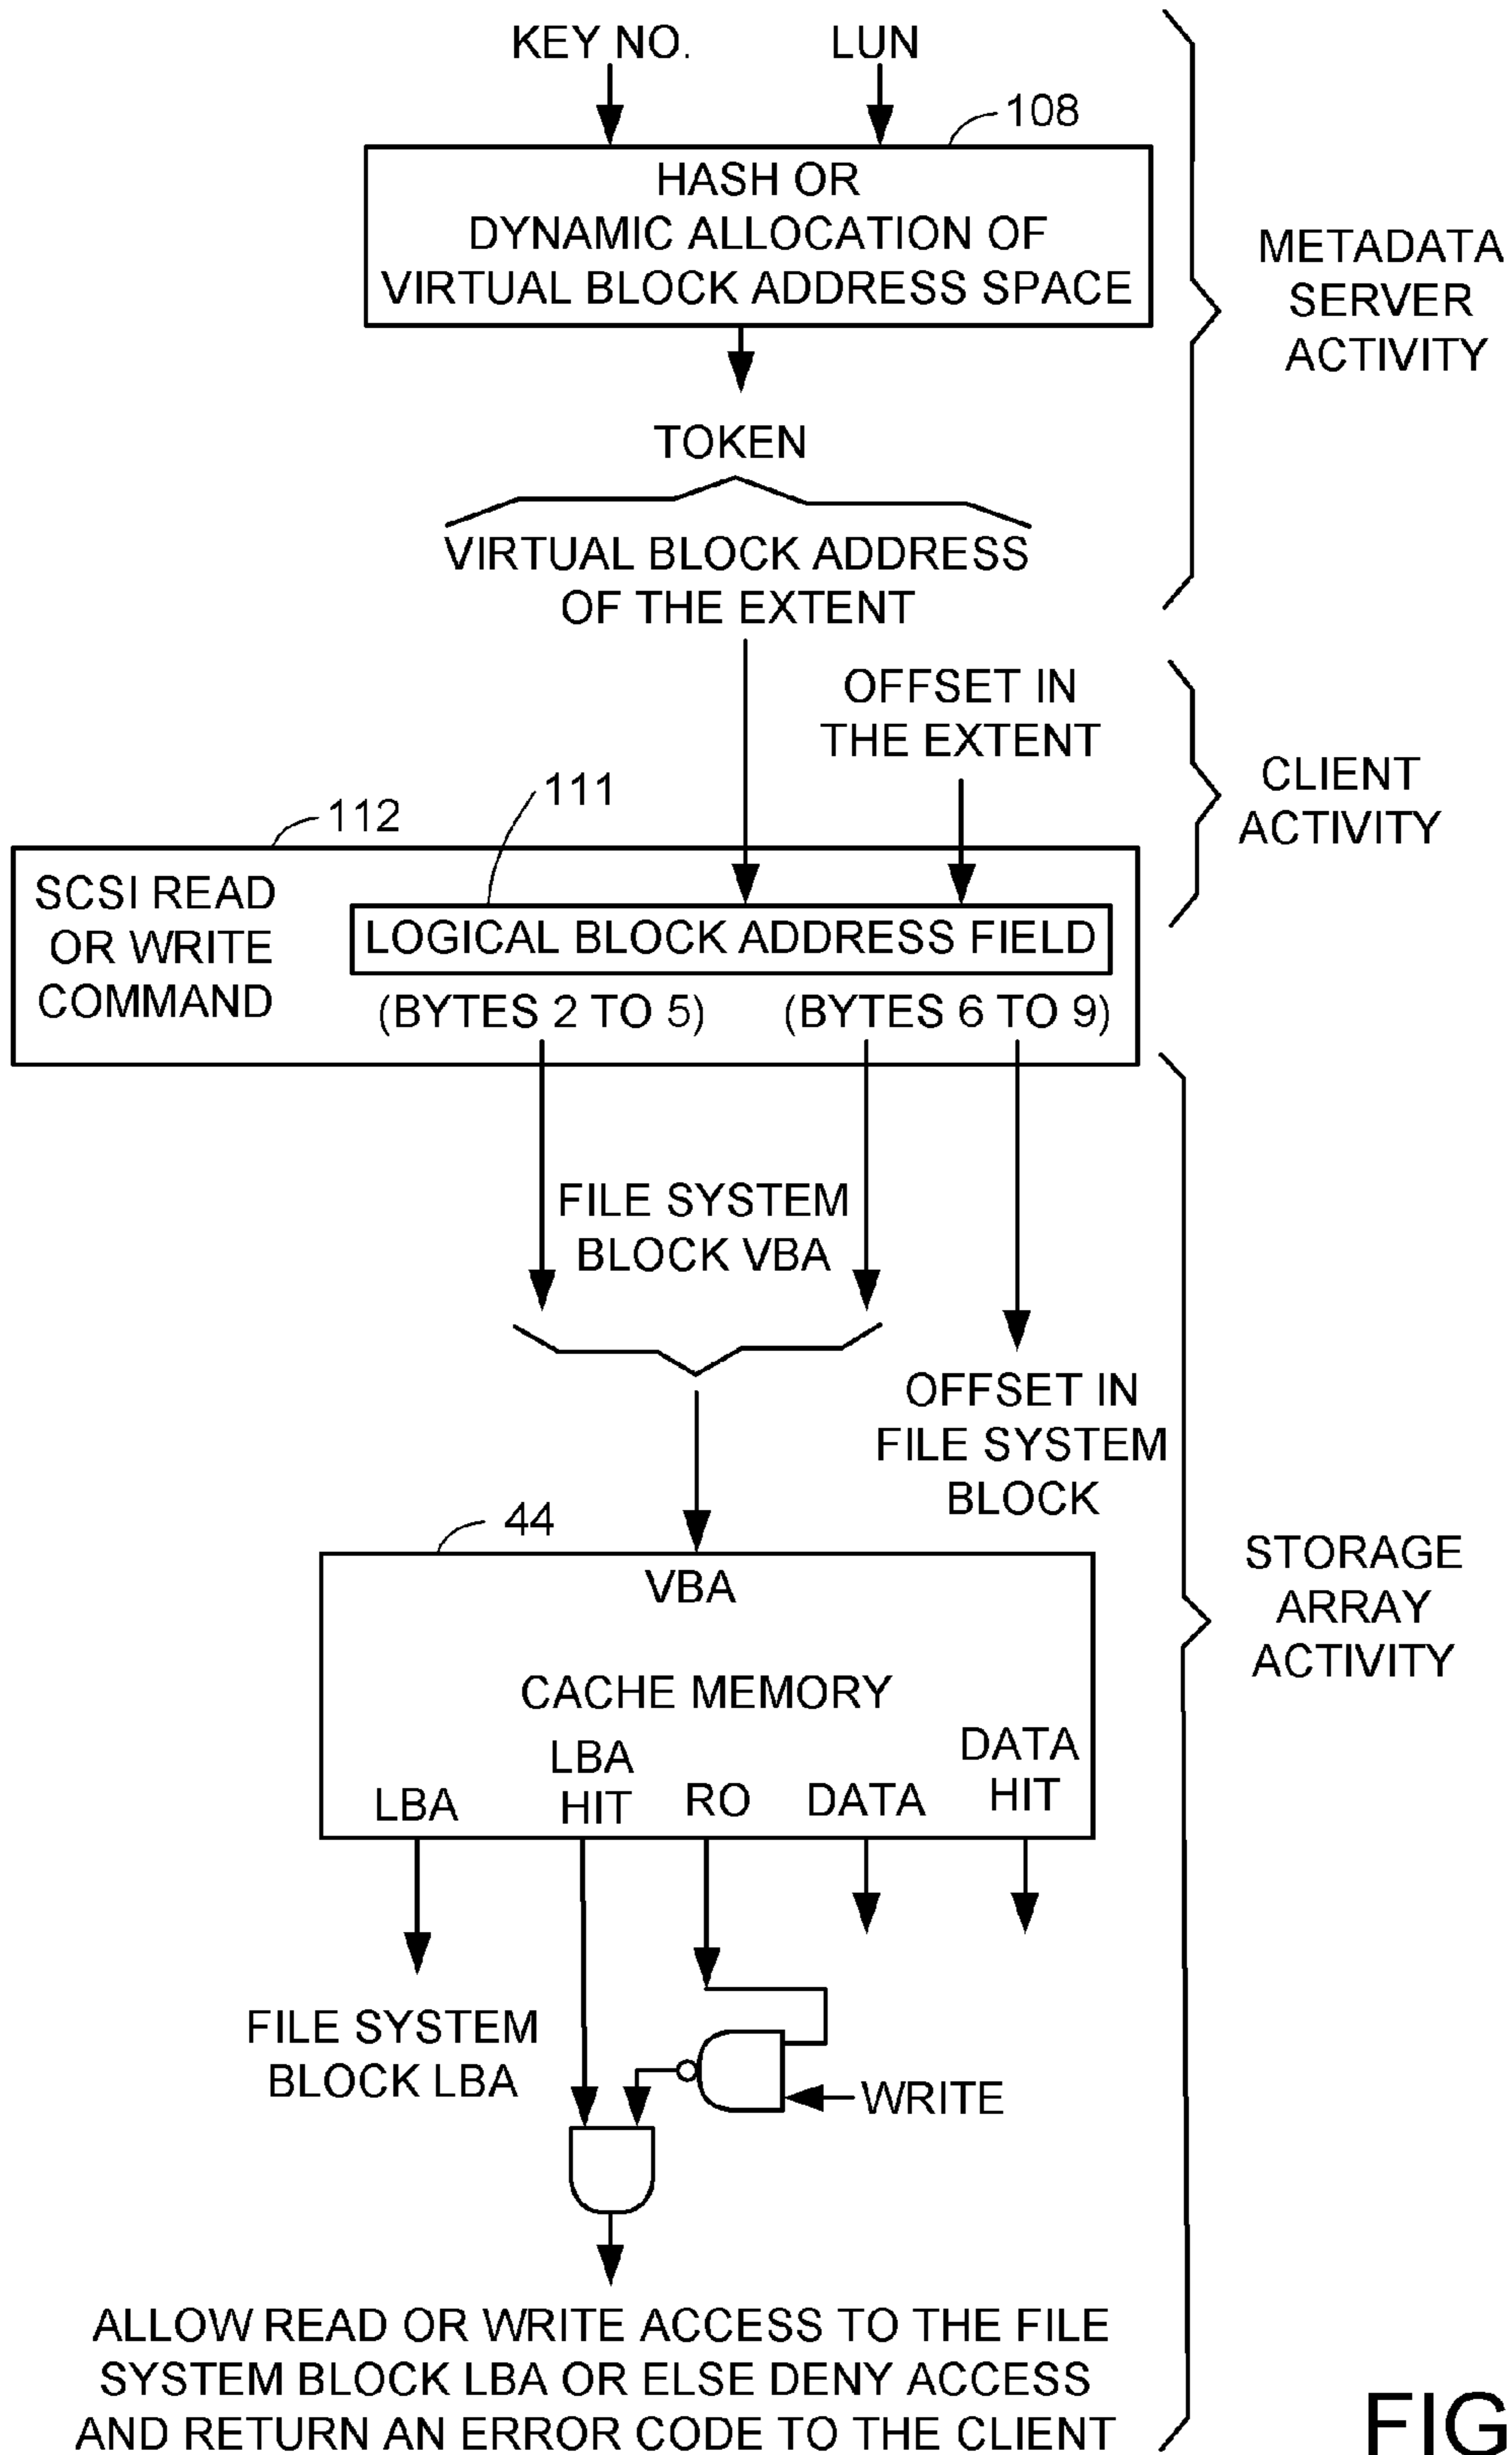 KEY NO.
LUN
108
HASH OR
DYNAMIC ALLOCATION OF
VIRTUAL BLOCK ADDRESS SPACE
METADATA
SERVER
ACTIVITY
TOKEN
VIRTUAL BLOCK ADDRESS
OF THE EXTENT
OFFSET IN
THE EXTENT
CLIENT
ACTIVITY
111
112
SCSI READ
OR WRITE
COMMAND
LOGICAL BLOCK ADDRESS FIELD
(BYTES 2 TO 5)
(BYTES 6 TO 9)
FILE SYSTEM
BLOCK VBA
OFFSET IN
FILE SYSTEM
BLOCK
44
VBA
CACHE MEMORY
LBA
LBA
HIT
RO
DATA
DATA
HIT
STORAGE
ARRAY
ACTIVITY
FILE SYSTEM
BLOCK LBA
WRITE
ALLOW READ OR WRITE ACCESS TO THE FILE
SYSTEM BLOCK LBA OR ELSE DENY ACCESS
AND RETURN AN ERROR CODE TO THE CLIENT
FIG